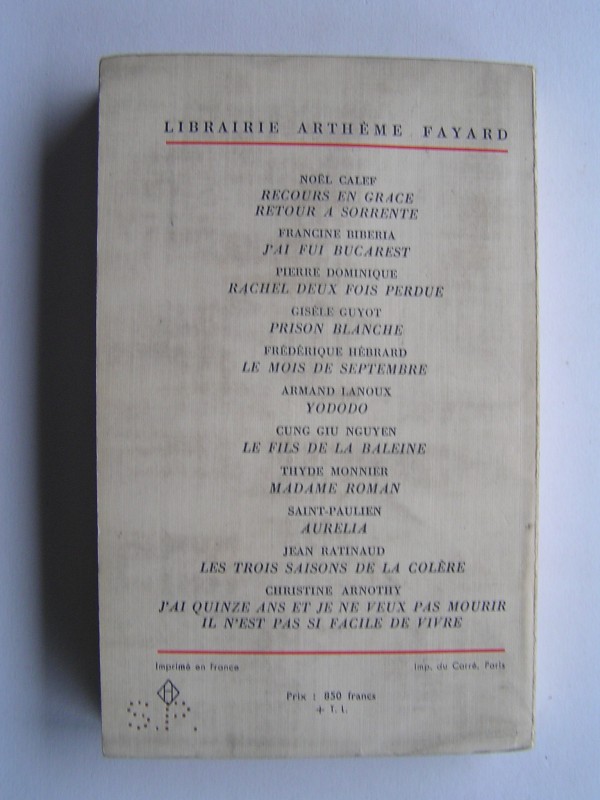 LIBRAIRIE ARTHÈME FAYARD
NOËL CALEF
RECOURS EN GRACE
RETOUR A SORRENTE
FRANCINE BIBERIA
J'AI FUI BUCAREST
PIERRE DOMINIQUE
RACHEL DEUX FOIS PERDUE
GISÈLE GUYOT
PRISON BLANCHE
FRÉDÉRIQUE HÉBRARD
LE MOIS DE SEPTEMBRE
ARMAND LANOUX
YODODO
CUNG GIU NGUYEN
LE FILS DE LA BALEINE
THYDE MONNIER
MADAME ROMAN
SAINT-PAULIEN
AURELIA
JEAN RATINAUD
LES TROIS SAISONS DE LA COLÈRE
CHRISTINE ARNOTHY
J'AI QUINZE ANS ET JE NE VEUX PAS MOURIR
IL N'EST PAS SI FACILE DE VIVRE
Imprimé en France
Imp. du Carré, Paris
Prix : 850 francs
+ T. L.
S.P.